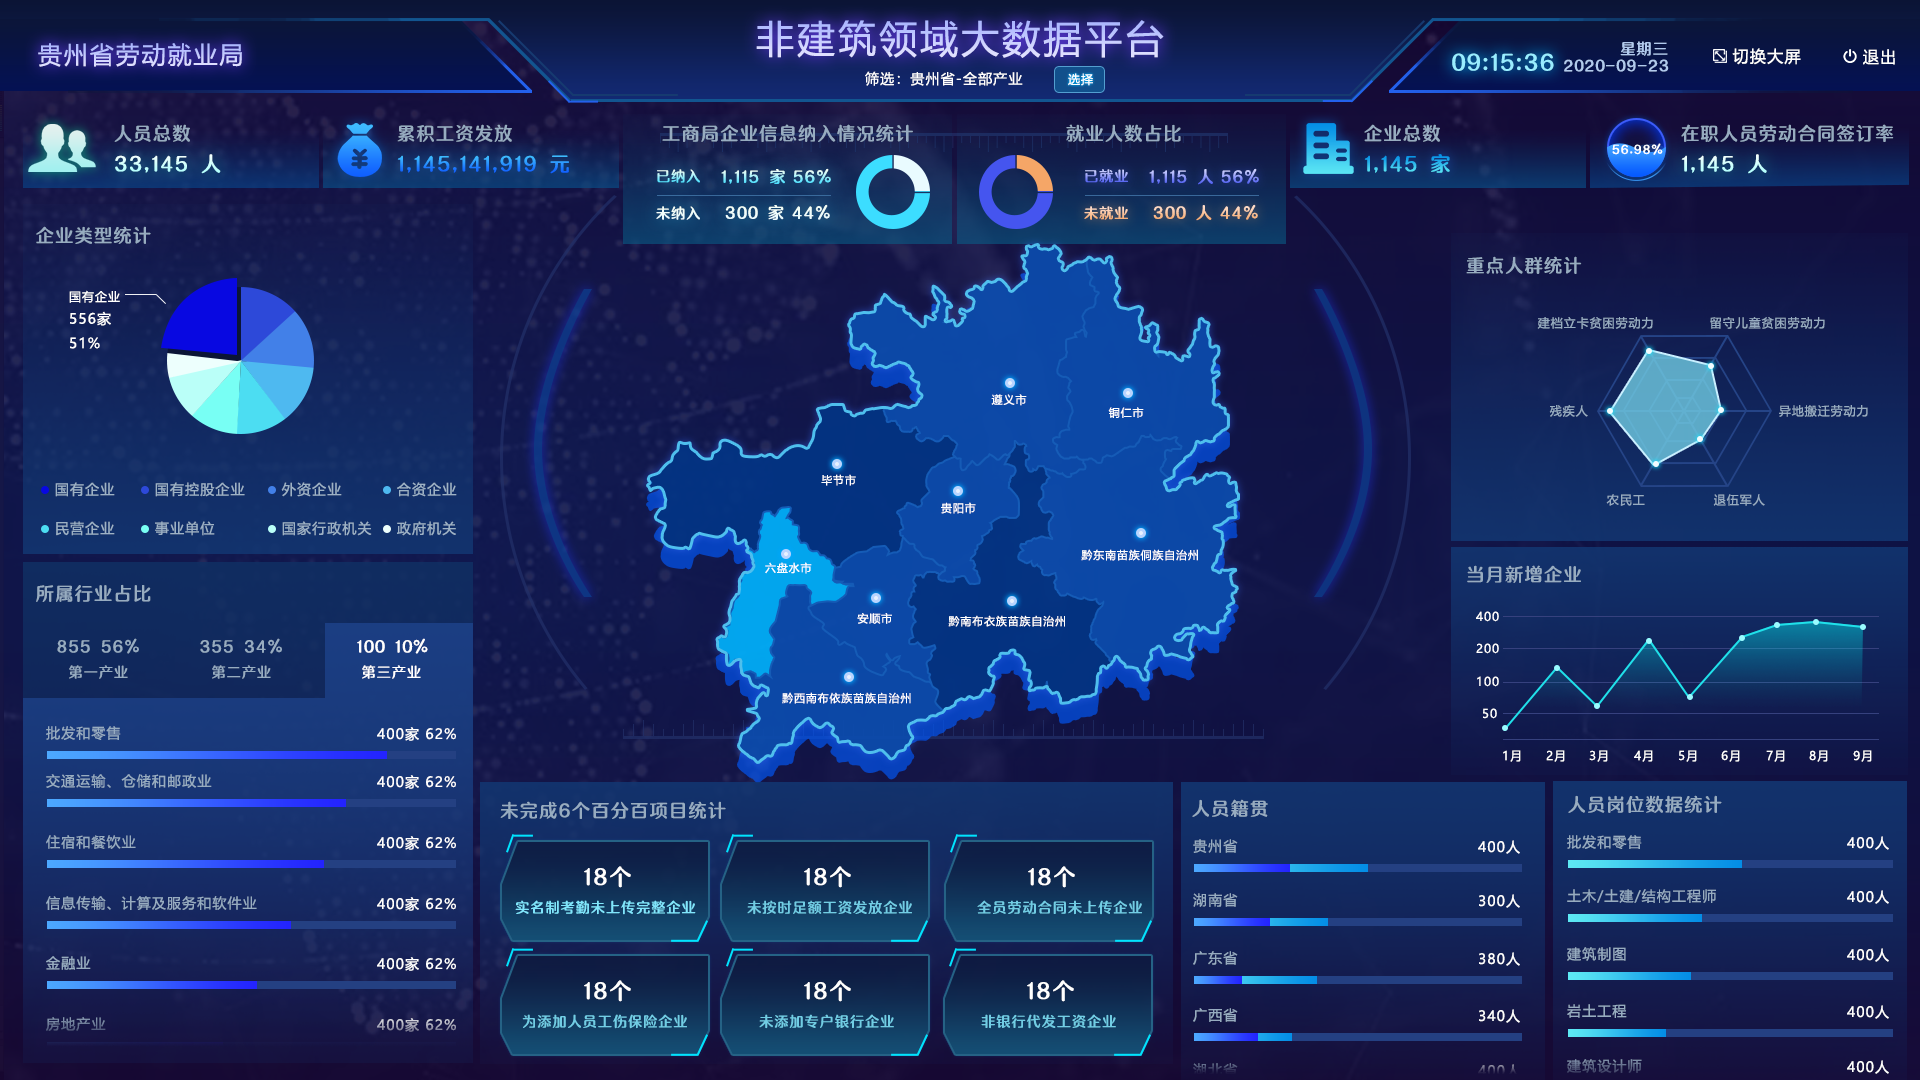 贵州省劳动就业局
非建筑领域大数据平台
筛选：贵州省-全部产业
选择
09:15:36
星期三
2020-09-23
切换大屏
退出
人员总数
33,145 人
累积工资发放
1,145,141,919 元
工商局企业信息纳入情况统计
已纳入 1,115 家 56%
未纳入 300 家 44%
就业人数占比
已就业 1,115 人 56%
未就业 300 人 44%
企业总数
1,145 家
56.98%
在职人员劳动合同签订率
1,145 人
企业类型统计
国有企业
556家
51%
国有企业
国有控股企业
外资企业
合资企业
民营企业
事业单位
国家行政机关
政府机关
所属行业占比
855 56%
第一产业
355 34%
第二产业
100 10%
第三产业
批发和零售 400家 62%
交通运输、仓储和邮政业 400家 62%
住宿和餐饮业 400家 62%
信息传输、计算及服务和软件业 400家 62%
金融业 400家 62%
房地产业 400家 62%
遵义市
铜仁市
毕节市
贵阳市
黔东南苗族侗族自治州
六盘水市
安顺市
黔南布依族苗族自治州
黔西南布依族苗族自治州
重点人群统计
建档立卡贫困劳动力
留守儿童贫困劳动力
残疾人
异地搬迁劳动力
农民工
退伍军人
当月新增企业
400
200
100
50
1月 2月 3月 4月 5月 6月 7月 8月 9月
未完成6个百分百项目统计
18个
实名制考勤未上传完整企业
18个
未按时足额工资发放企业
18个
全员劳动合同未上传企业
18个
为添加人员工伤保险企业
18个
未添加专户银行企业
18个
非银行代发工资企业
人员籍贯
贵州省 400人
湖南省 300人
广东省 380人
广西省 340人
湖北省 400人
人员岗位数据统计
批发和零售 400人
土木/土建/结构工程师 400人
建筑制图 400人
岩土工程 400人
建筑设计师 400人